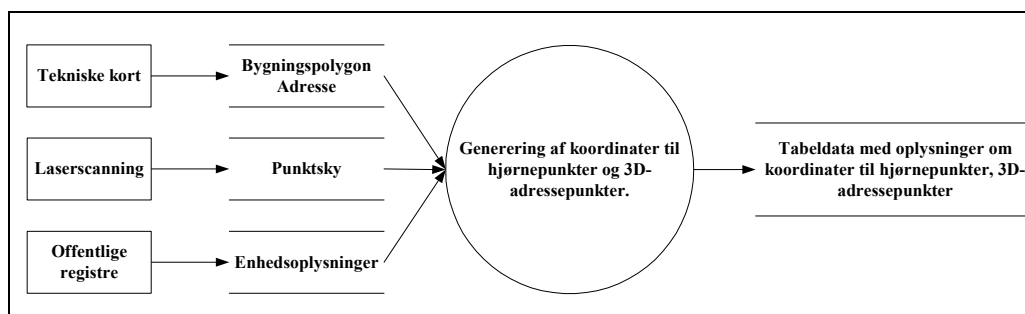 Tekniske kort
Bygningspolygon
Adresse
Laserscanning
Punktsky
Offentlige
registre
Enhedsoplysninger
Generering af koordinater til
hjørnepunkter og 3D-
adressepunkter.
Tabeldata med oplysninger om
koordinater til hjørnepunkter, 3D-
adressepunkter